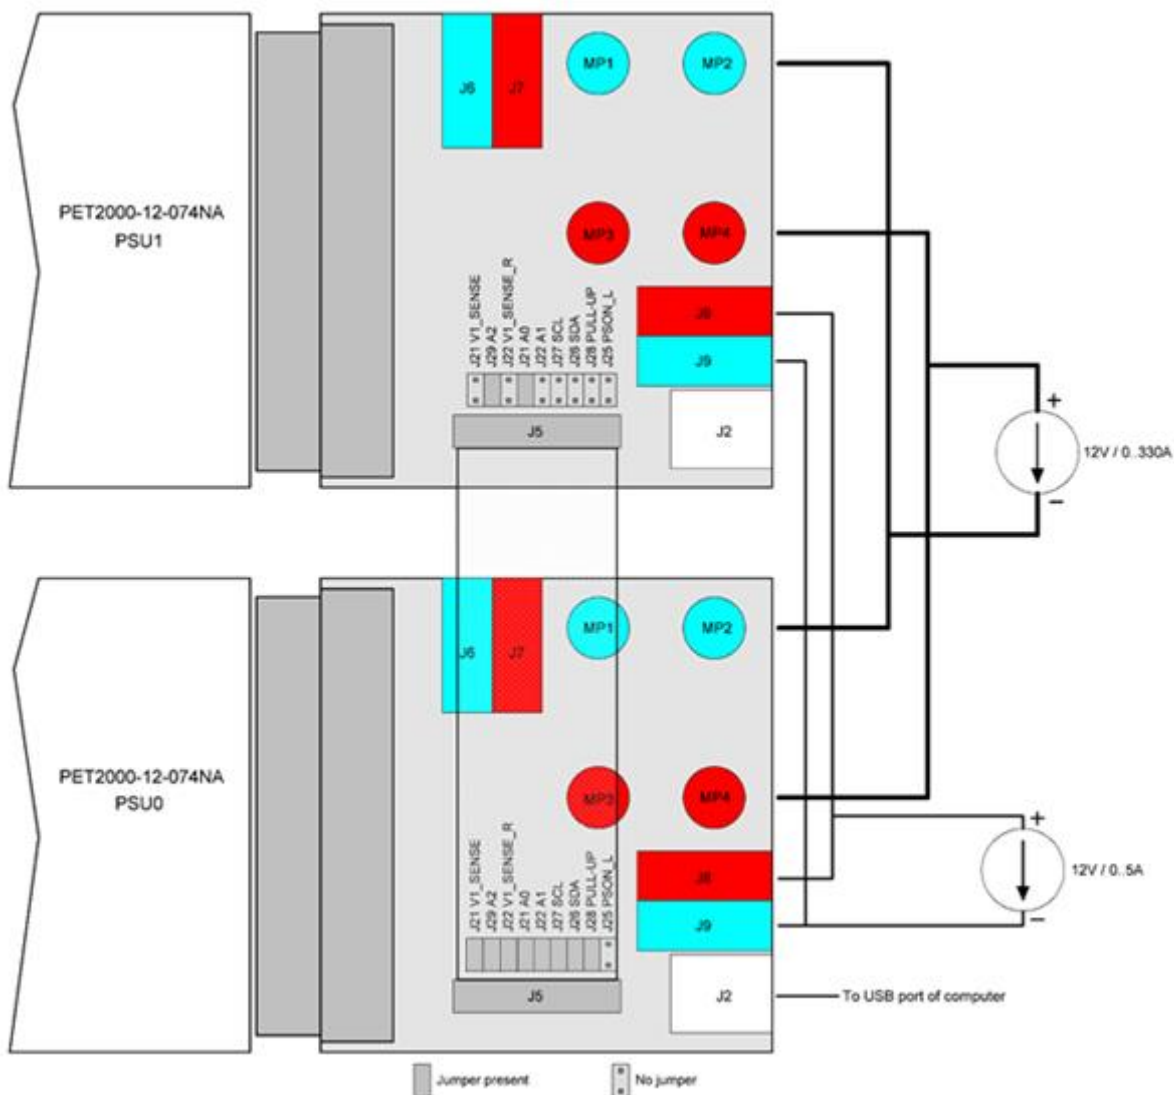 J6
J7
MP1
MP2
PET2000-12-074NA
PSU1
MP3
MP4
J21 V1_SENSE
J29 A2
J22 V1_SENSE_R
J21 A0
J22 A1
J27 SCL
J26 SDA
J28 PULL-UP
J25 PSON_L
J8
J9
J5
J2
+
12V / 0..330A
−
J6
J7
MP1
MP2
PET2000-12-074NA
PSU0
MP3
MP4
J21 V1_SENSE
J29 A2
J22 V1_SENSE_R
J21 A0
J22 A1
J27 SCL
J26 SDA
J28 PULL-UP
J25 PSON_L
J8
J9
+
12V / 0..5A
−
J5
J2
To USB port of computer
Jumper present
No jumper